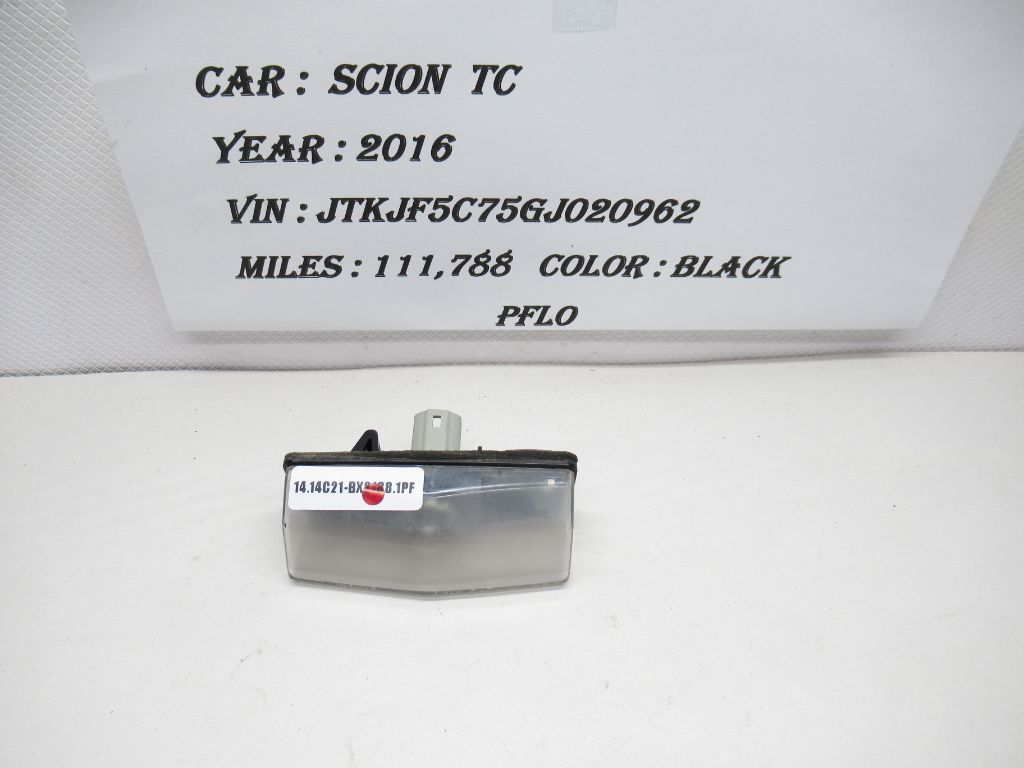 CAR : SCION TC
YEAR : 2016
VIN : JTKJF5C75GJ020962
MILES : 111,788 COLOR : BLACK
PFLO